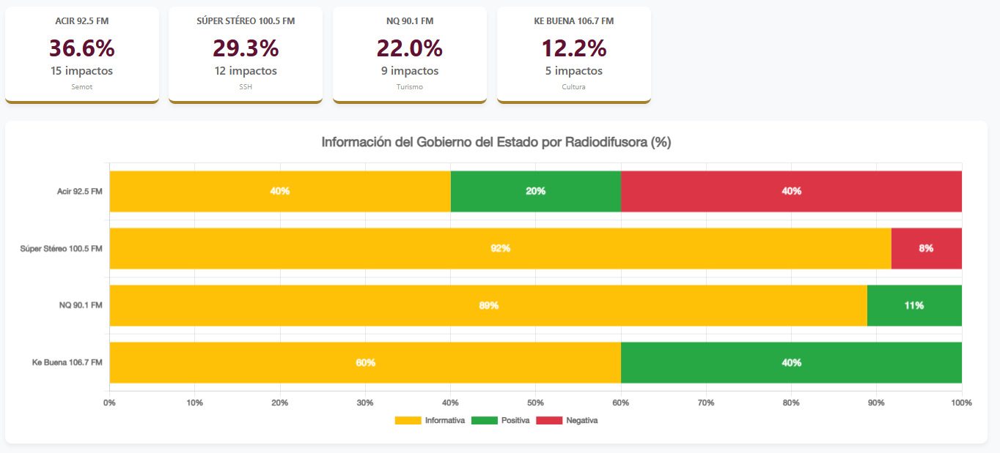 ACIR 92.5 FM
36.6%
15 impactos
Semot
SÚPER STÉREO 100.5 FM
29.3%
12 impactos
SSH
NQ 90.1 FM
22.0%
9 impactos
Turismo
KE BUENA 106.7 FM
12.2%
5 impactos
Cultura
Información del Gobierno del Estado por Radiodifusora (%)
Acir 92.5 FM 40% 20% 40%
Súper Stéreo 100.5 FM 92% 8%
NQ 90.1 FM 89% 11%
Ke Buena 106.7 FM 60% 40%
0% 10% 20% 30% 40% 50% 60% 70% 80% 90% 100%
Informativa Positiva Negativa